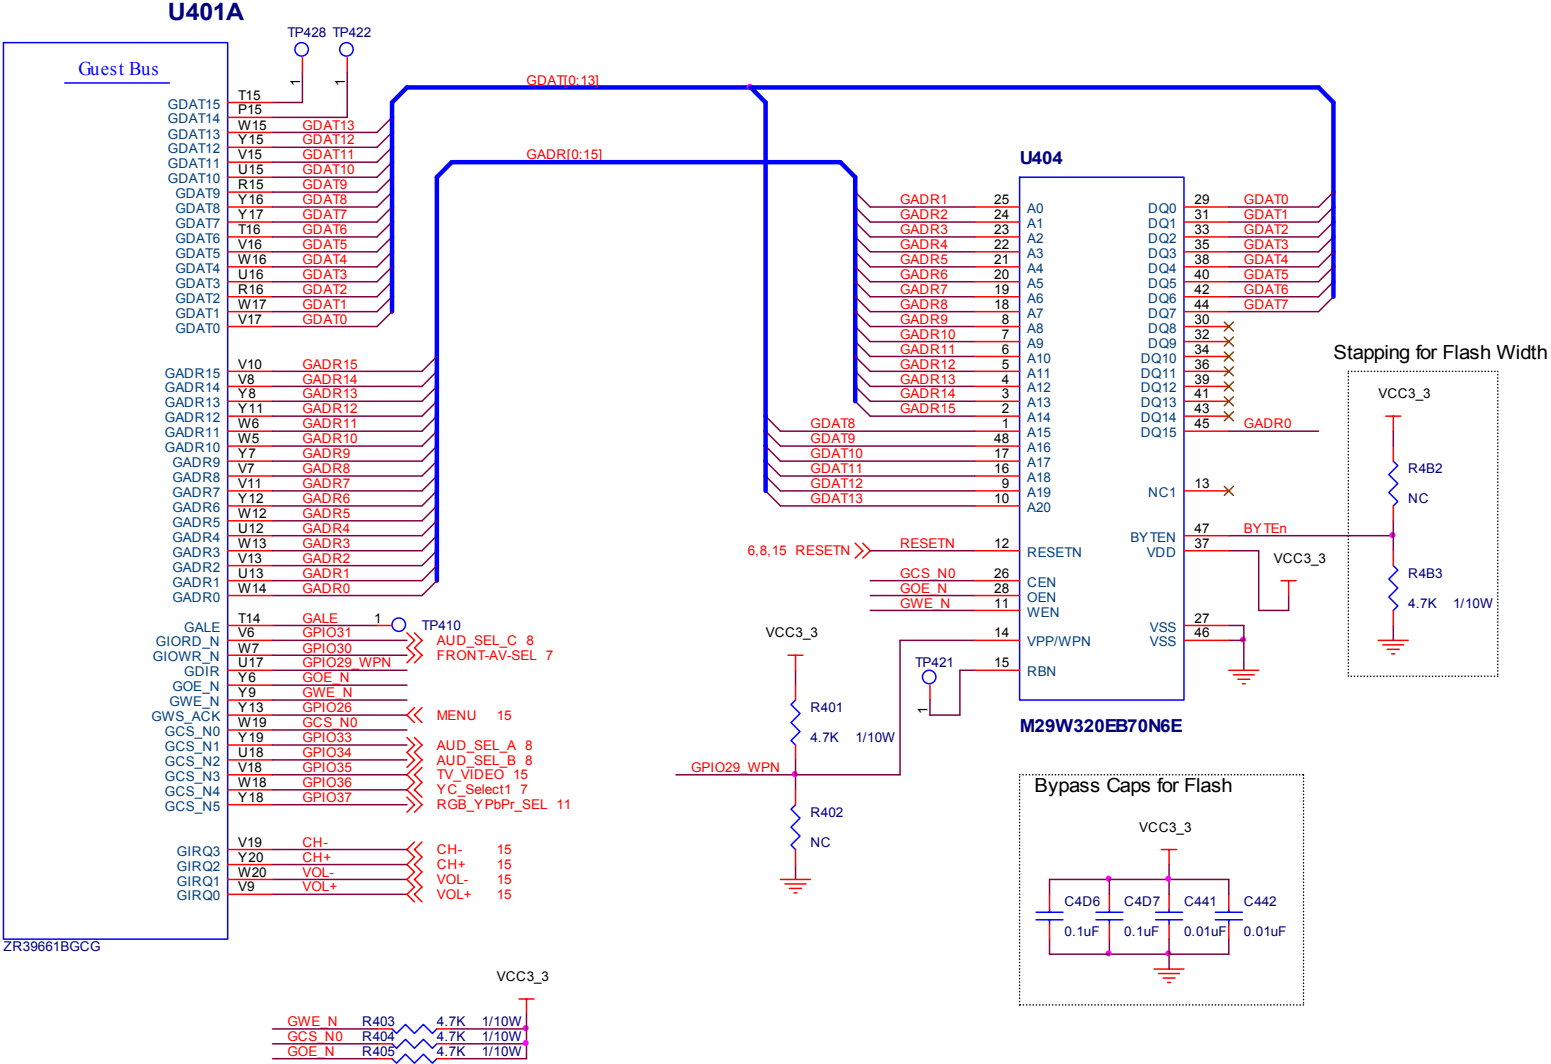 U401A
TP428 TP422
Guest Bus
1 1
GDAT15 T15
GDAT14 P15
GDAT13 W15 GDAT13
GDAT12 Y15 GDAT12
GDAT11 V15 GDAT11
GDAT10 U15 GDAT10
GDAT9 R15 GDAT9
GDAT8 Y16 GDAT8
GDAT7 Y17 GDAT7
GDAT6 T16 GDAT6
GDAT5 V16 GDAT5
GDAT4 W16 GDAT4
GDAT3 U16 GDAT3
GDAT2 R16 GDAT2
GDAT1 W17 GDAT1
GDAT0 V17 GDAT0
GADR15 V10 GADR15
GADR14 V8 GADR14
GADR13 Y8 GADR13
GADR12 Y11 GADR12
GADR11 W6 GADR11
GADR10 W5 GADR10
GADR9 Y7 GADR9
GADR8 V7 GADR8
GADR7 V11 GADR7
GADR6 Y12 GADR6
GADR5 W12 GADR5
GADR4 U12 GADR4
GADR3 W13 GADR3
GADR2 V13 GADR2
GADR1 U13 GADR1
GADR0 W14 GADR0
GALE T14 GALE 1 TP410
GIORD_N V6 GPIO31 AUD_SEL_C 8
GIOWR_N W7 GPIO30 FRONT-AV-SEL 7
GDIR U17 GPIO29_WPN
GOE_N Y6 GOE_N
GWE_N Y9 GWE_N
GWS_ACK Y13 GPIO26 MENU 15
GCS_N0 W19 GCS_N0
GCS_N1 Y19 GPIO33 AUD_SEL_A 8
GCS_N2 U18 GPIO34 AUD_SEL_B 8
GCS_N3 V18 GPIO35 TV_VIDEO 15
GCS_N4 W18 GPIO36 YC_Select1 7
GCS_N5 Y18 GPIO37 RGB_YPbPr_SEL 11
GIRQ3 V19 CH- CH- 15
GIRQ2 Y20 CH+ CH+ 15
GIRQ1 W20 VOL- VOL- 15
GIRQ0 V9 VOL+ VOL+ 15
ZR39661BGCG
GDAT[0:13]
GADR[0:15]
U404
GADR1 25 A0
GADR2 24 A1
GADR3 23 A2
GADR4 22 A3
GADR5 21 A4
GADR6 20 A5
GADR7 19 A6
GADR8 18 A7
GADR9 8 A8
GADR10 7 A9
GADR11 6 A10
GADR12 5 A11
GADR13 4 A12
GADR14 3 A13
GADR15 2 A14
GDAT8 1 A15
GDAT9 48 A16
GDAT10 17 A17
GDAT11 16 A18
GDAT12 9 A19
GDAT13 10 A20
6,8,15 RESETN RESETN 12 RESETN
GCS_N0 26 CEN
GOE_N 28 OEN
GWE_N 11 WEN
14 VPP/WPN
15 RBN
DQ0 29 GDAT0
DQ1 31 GDAT1
DQ2 33 GDAT2
DQ3 35 GDAT3
DQ4 38 GDAT4
DQ5 40 GDAT5
DQ6 42 GDAT6
DQ7 44 GDAT7
DQ8 30
DQ9 32
DQ10 34
DQ11 36
DQ12 39
DQ13 41
DQ14 43
DQ15 45 GADR0
NC1 13
BYTEN 47 BYTEn
VDD 37 VCC3_3
VSS 27
VSS 46
M29W320EB70N6E
Stapping for Flash Width
VCC3_3
R4B2
NC
R4B3
4.7K 1/10W
VCC3_3
TP421
1
R401
4.7K 1/10W
GPIO29_WPN
R402
NC
Bypass Caps for Flash
VCC3_3
C4D6 C4D7 C441 C442
0.1uF 0.1uF 0.01uF 0.01uF
VCC3_3
GWE_N R403 4.7K 1/10W
GCS_N0 R404 4.7K 1/10W
GOE_N R405 4.7K 1/10W